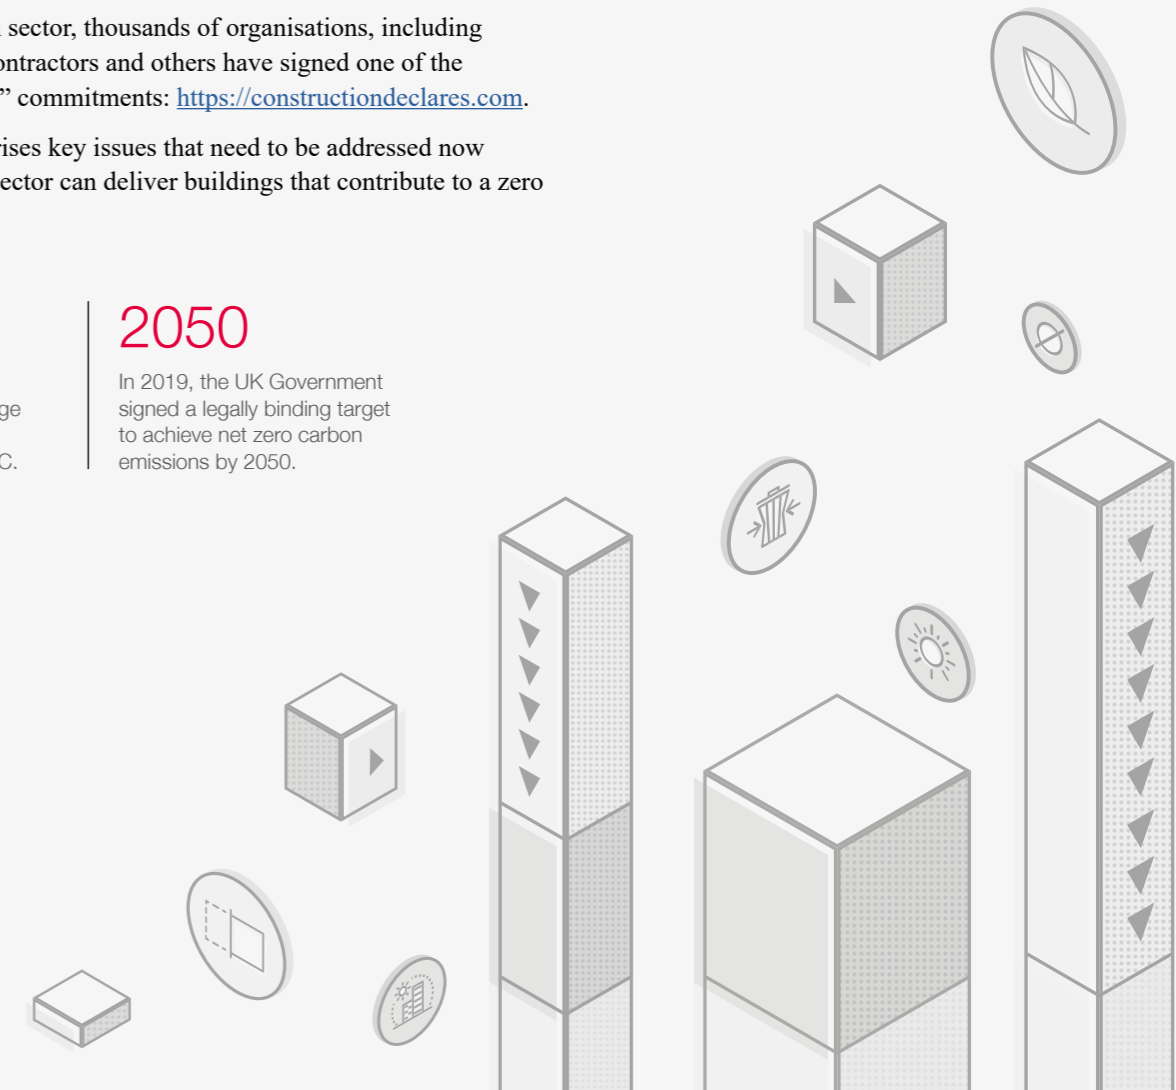 sector, thousands of organisations, including
ontractors and others have signed one of the
” commitments: https://constructiondeclares.com.
rises key issues that need to be addressed now
ector can deliver buildings that contribute to a zero
2050
In 2019, the UK Government
signed a legally binding target
to achieve net zero carbon
emissions by 2050.
ge
C.